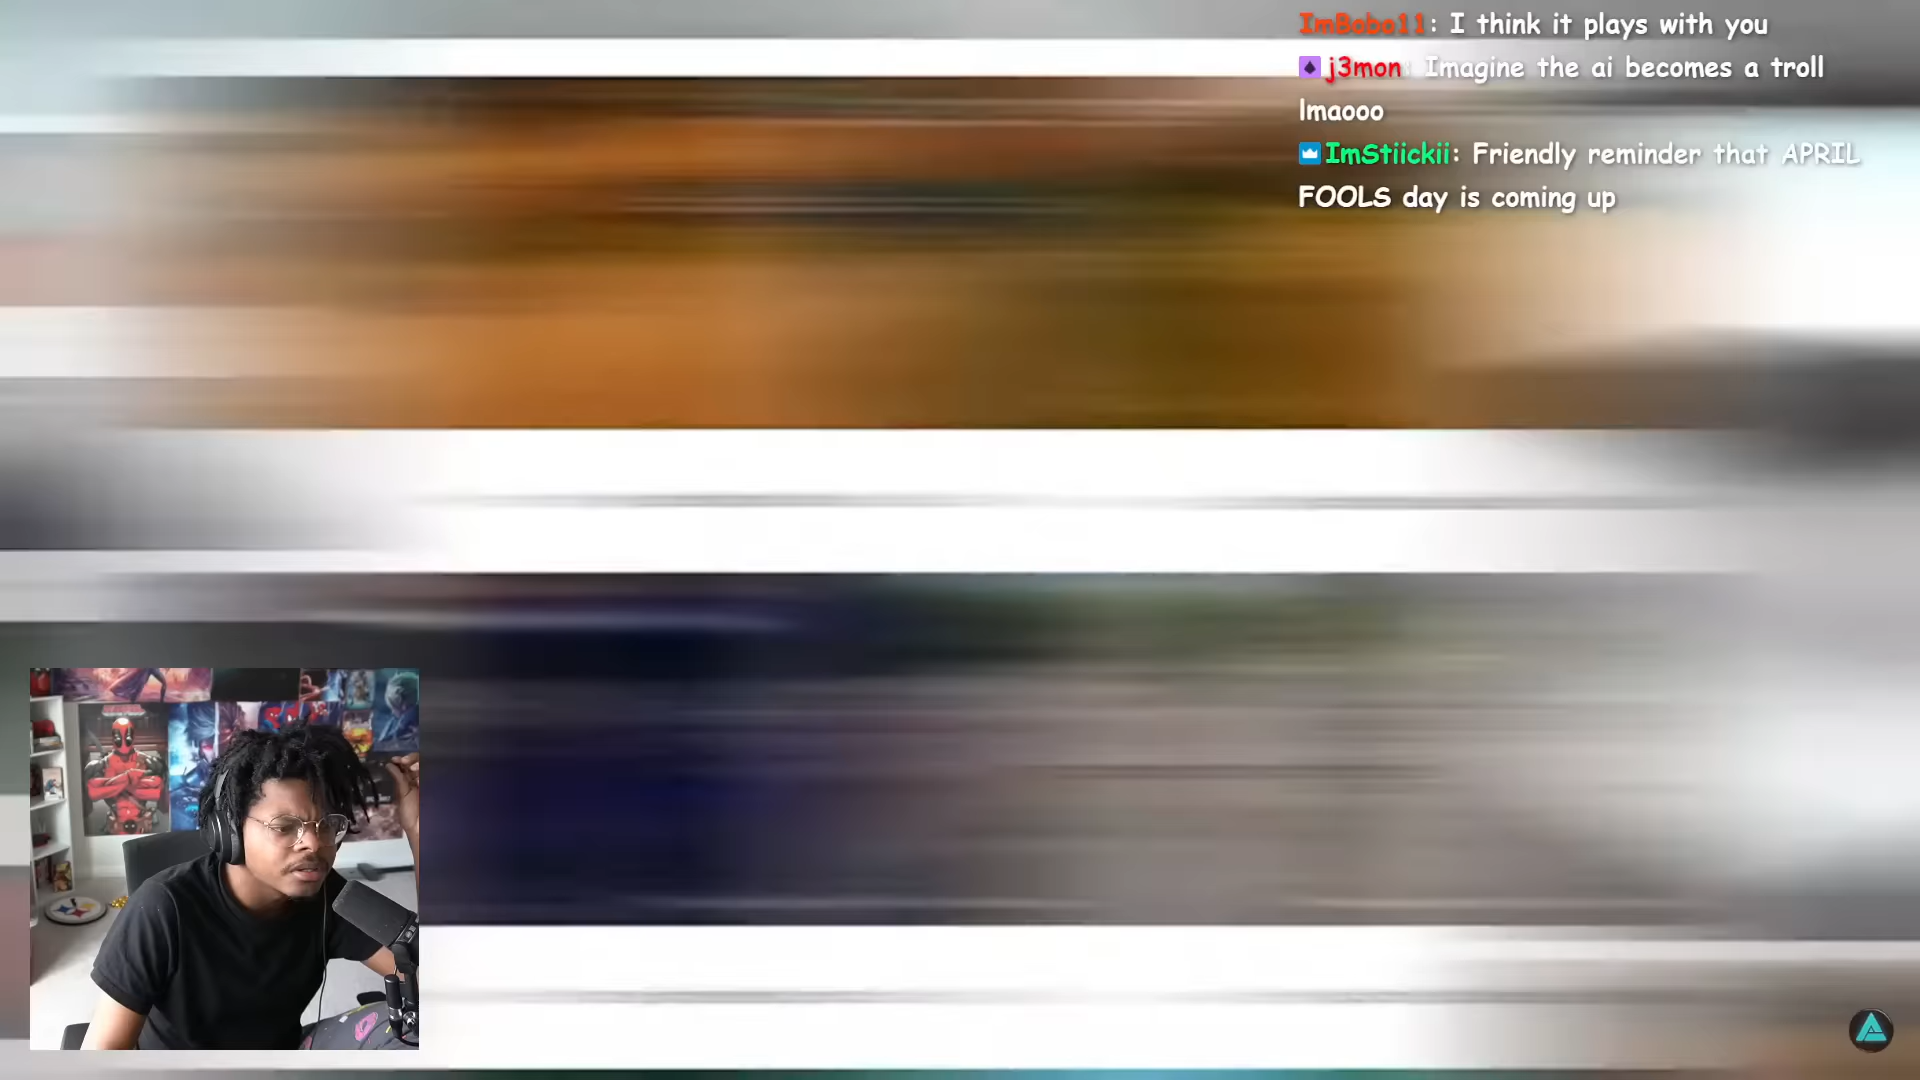 ImBobo11: I think it plays with you
j3mon: Imagine the ai becomes a troll
lmaooo
ImStiickii: Friendly reminder that APRIL
FOOLS day is coming up